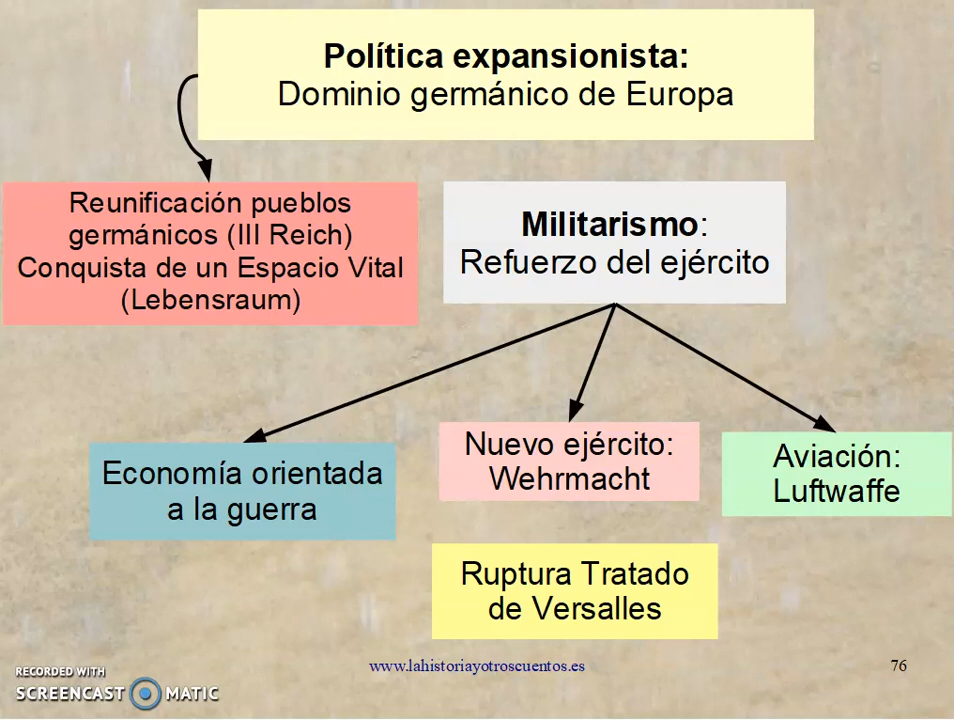 Política expansionista:
Dominio germánico de Europa
Reunificación pueblos
germánicos (III Reich)
Conquista de un Espacio Vital
(Lebensraum)
Militarismo:
Refuerzo del ejército
Economía orientada
a la guerra
Nuevo ejército:
Wehrmacht
Aviación:
Luftwaffe
Ruptura Tratado
de Versalles
RECORDED WITH
SCREENCAST MATIC
www.lahistoriayotroscuentos.es
76